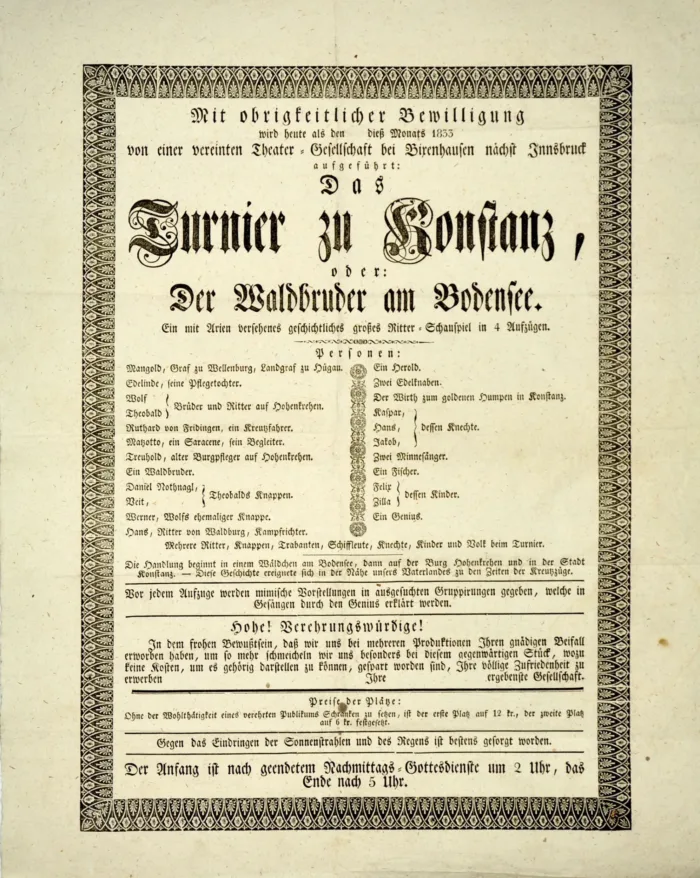 Mit obrigkeitlicher Bewilligung
wird heute als den dieß Monats 1833
von einer vereinten Theater-Gesellschaft bei Birenhausen nächst Innsbruck
aufgeführt:
Das
Turnier zu Konstanz,
oder:
Der Waldbruder am Bodensee.
Ein mit Arien versehenes geschichtliches großes Ritter-Schauspiel in 4 Aufzügen.
Personen:
Mangold, Graf zu Wellenburg, Landgraf zu Hügau.
Edelinde, seine Pflegetochter.
Wolf
Theobald } Brüder und Ritter auf Hohenkrehen.
Ruthard von Fridingen, ein Kreutzfahrer.
Matzotto, ein Saracene, sein Begleiter.
Treuhold, alter Burgpfleger auf Hohenkrehen.
Ein Waldbruder.
Daniel Nothnagl,
Veit, } Theobalds Knappen.
Werner, Wolfs ehemaliger Knappe.
Hans, Ritter von Waldburg, Kampfrichter.
Ein Herold.
Zwei Edelknaben.
Der Wirth zum goldenen Humpen in Konstanz.
Kaspar,
Hans, } dessen Knechte.
Jakob,
Zwei Minnesänger.
Ein Fischer.
Felix
Zilla } dessen Kinder.
Ein Genius.
Mehrere Ritter, Knappen, Trabanten, Schiffleute, Knechte, Kinder und Volk beim Turnier.
Die Handlung beginnt in einem Wäldchen am Bodensee, dann auf der Burg Hohenkrehen und in der Stadt
Konstanz. — Diese Geschichte ereignete sich in der Nähe unsers Vaterlandes zu den Zeiten der Kreutzzüge.
Vor jedem Aufzuge werden mimische Vorstellungen in ausgesuchten Gruppirungen gegeben, welche in
Gesängen durch den Genius erklärt werden.
Hohe! Verehrungswürdige!
In dem frohen Bewußtsein, daß wir uns bei mehreren Produktionen Ihren gnädigen Beifall
erworben haben, um so mehr schmeicheln wir uns besonders bei diesem gegenwärtigen Stück, wozu
keine Kosten, um es gehörig darstellen zu können, gespart worden sind, Ihre völlige Zufriedenheit zu
erwerben Ihre ergebenste Gesellschaft.
Preise der Plätze:
Ohne der Wohlthätigkeit eines verehrten Publikums Schranken zu setzen, ist der erste Platz auf 12 kr., der zweite Platz
auf 6 kr. festgesetzt.
Gegen das Eindringen der Sonnenstrahlen und des Regens ist bestens gesorgt worden.
Der Anfang ist nach geendetem Nachmittags-Gottesdienste um 2 Uhr, das
Ende nach 5 Uhr.